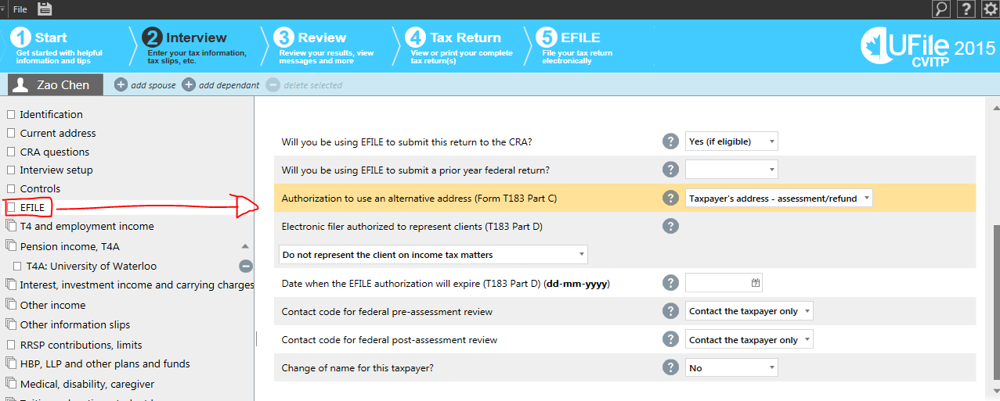 File
1 Start
Get started with helpful
information and tips
2 Interview
Enter your tax information,
tax slips, etc.
3 Review
Review your results, view
messages and more
4 Tax Return
View or print your complete
tax return(s)
5 EFILE
File your tax return
electronically
UFile 2015
CVITP
Zao Chen
add spouse
add dependant
delete selected
Identification
Current address
CRA questions
Interview setup
Controls
EFILE
T4 and employment income
Pension income, T4A
T4A: University of Waterloo
Interest, investment income and carrying charges
Other income
Other information slips
RRSP contributions, limits
HBP, LLP and other plans and funds
Medical, disability, caregiver
Will you be using EFILE to submit this return to the CRA? ? Yes (if eligible)
Will you be using EFILE to submit a prior year federal return? ?
Authorization to use an alternative address (Form T183 Part C) ? Taxpayer's address - assessment/refund
Electronic filer authorized to represent clients (T183 Part D) ?
Do not represent the client on income tax matters
Date when the EFILE authorization will expire (T183 Part D) (dd-mm-yyyy) ?
Contact code for federal pre-assessment review ? Contact the taxpayer only
Contact code for federal post-assessment review ? Contact the taxpayer only
Change of name for this taxpayer? ? No